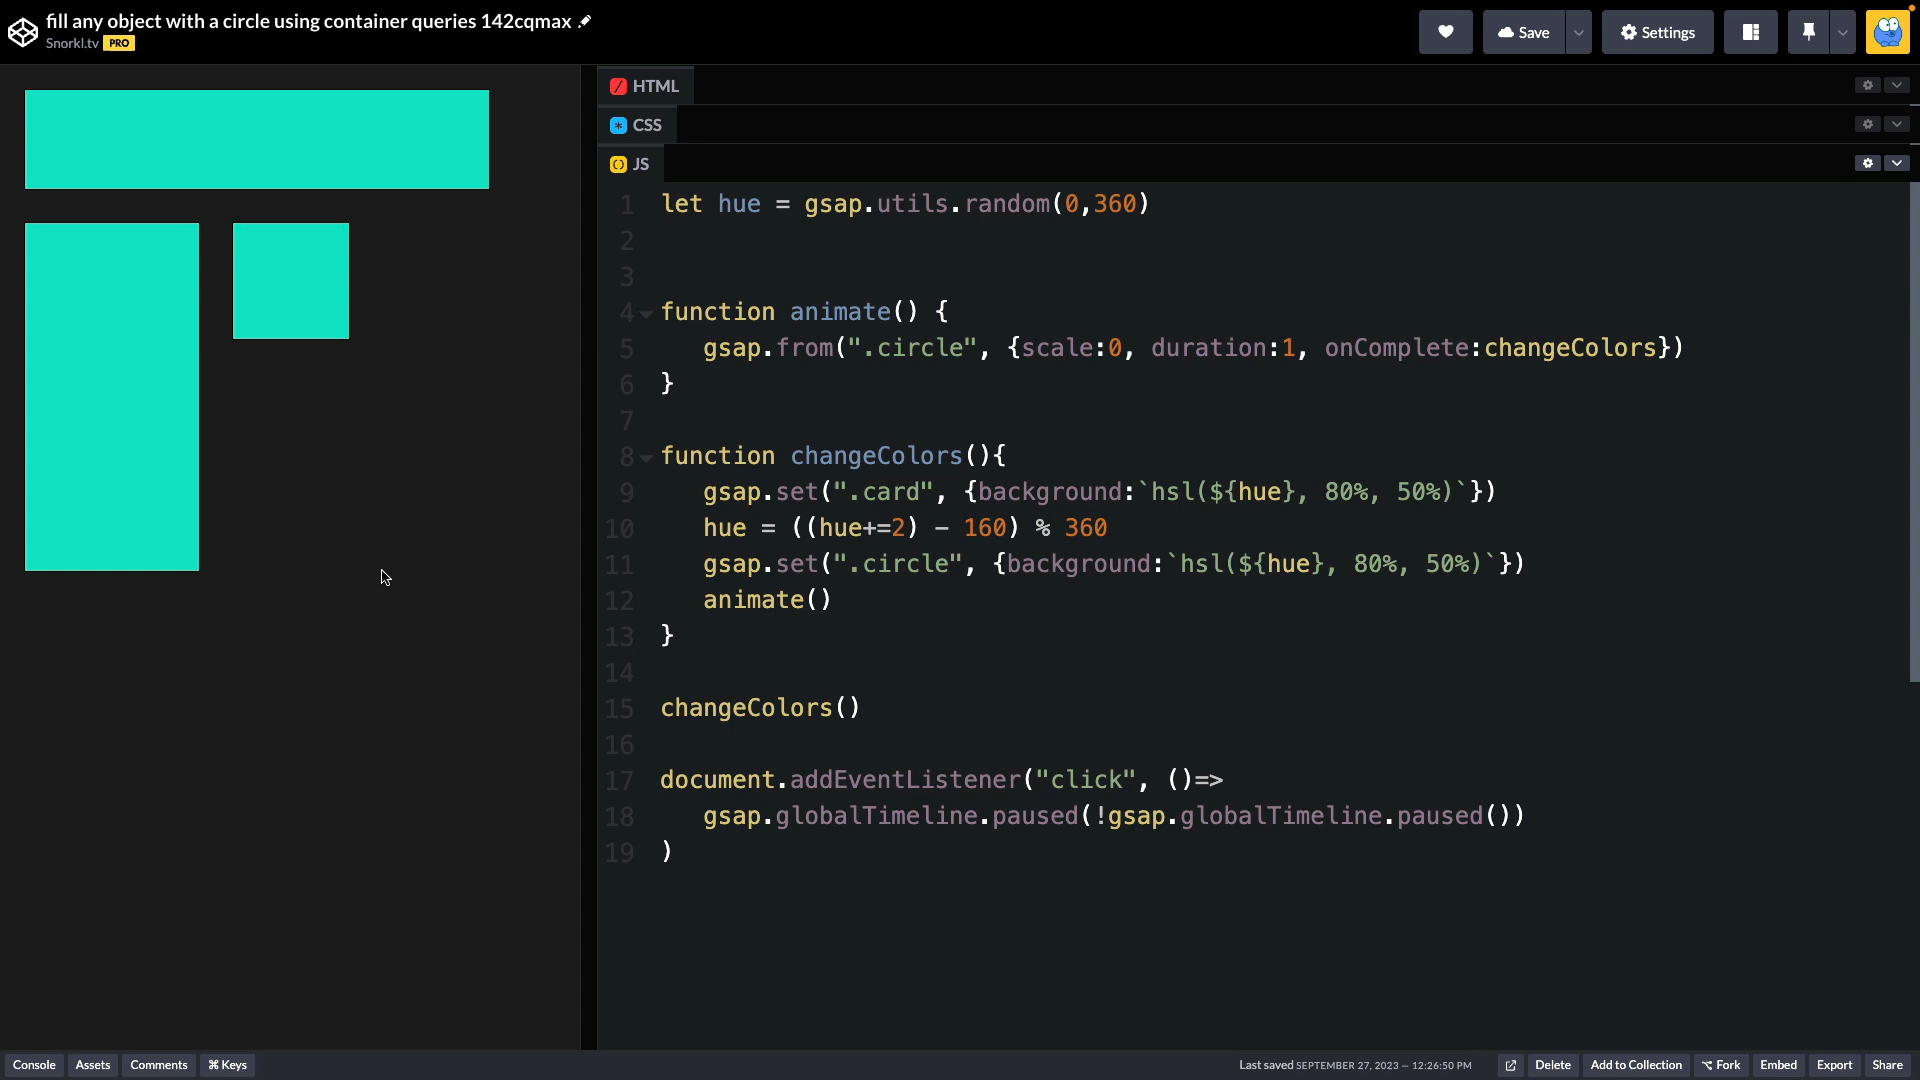 fill any object with a circle using container queries 142cqmax
Snorkl.tv PRO
Save
Settings
HTML
CSS
JS
1 let hue = gsap.utils.random(0,360)
2
3
4 function animate() {
5 gsap.from(".circle", {scale:0, duration:1, onComplete:changeColors})
6 }
7
8 function changeColors(){
9 gsap.set(".card", {background:`hsl(${hue}, 80%, 50%)`})
10 hue = ((hue+=2) - 160) % 360
11 gsap.set(".circle", {background:`hsl(${hue}, 80%, 50%)`})
12 animate()
13 }
14
15 changeColors()
16
17 document.addEventListener("click", ()=>
18 gsap.globalTimeline.paused(!gsap.globalTimeline.paused())
19 )
Console Assets Comments ⌘ Keys
Last saved SEPTEMBER 27, 2023 — 12:26:50 PM Delete Add to Collection Fork Embed Export Share